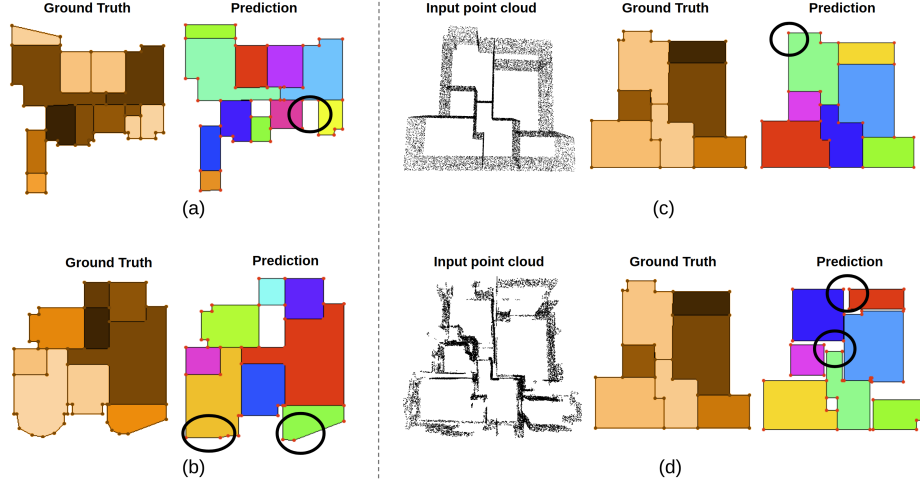 Ground Truth
Prediction
(a)
Ground Truth
Prediction
(b)
Input point cloud
Ground Truth
Prediction
(c)
Input point cloud
Ground Truth
Prediction
(d)